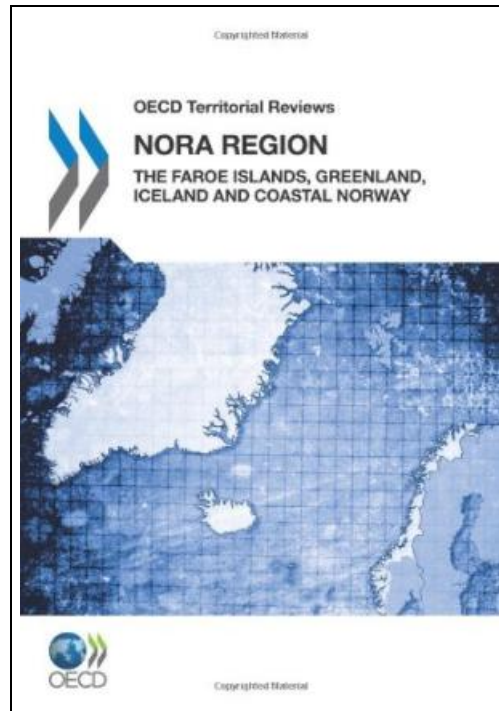 Copyrighted Material
OECD Territorial Reviews
NORA REGION
THE FAROE ISLANDS, GREENLAND,
ICELAND AND COASTAL NORWAY
OECD
Copyrighted Material